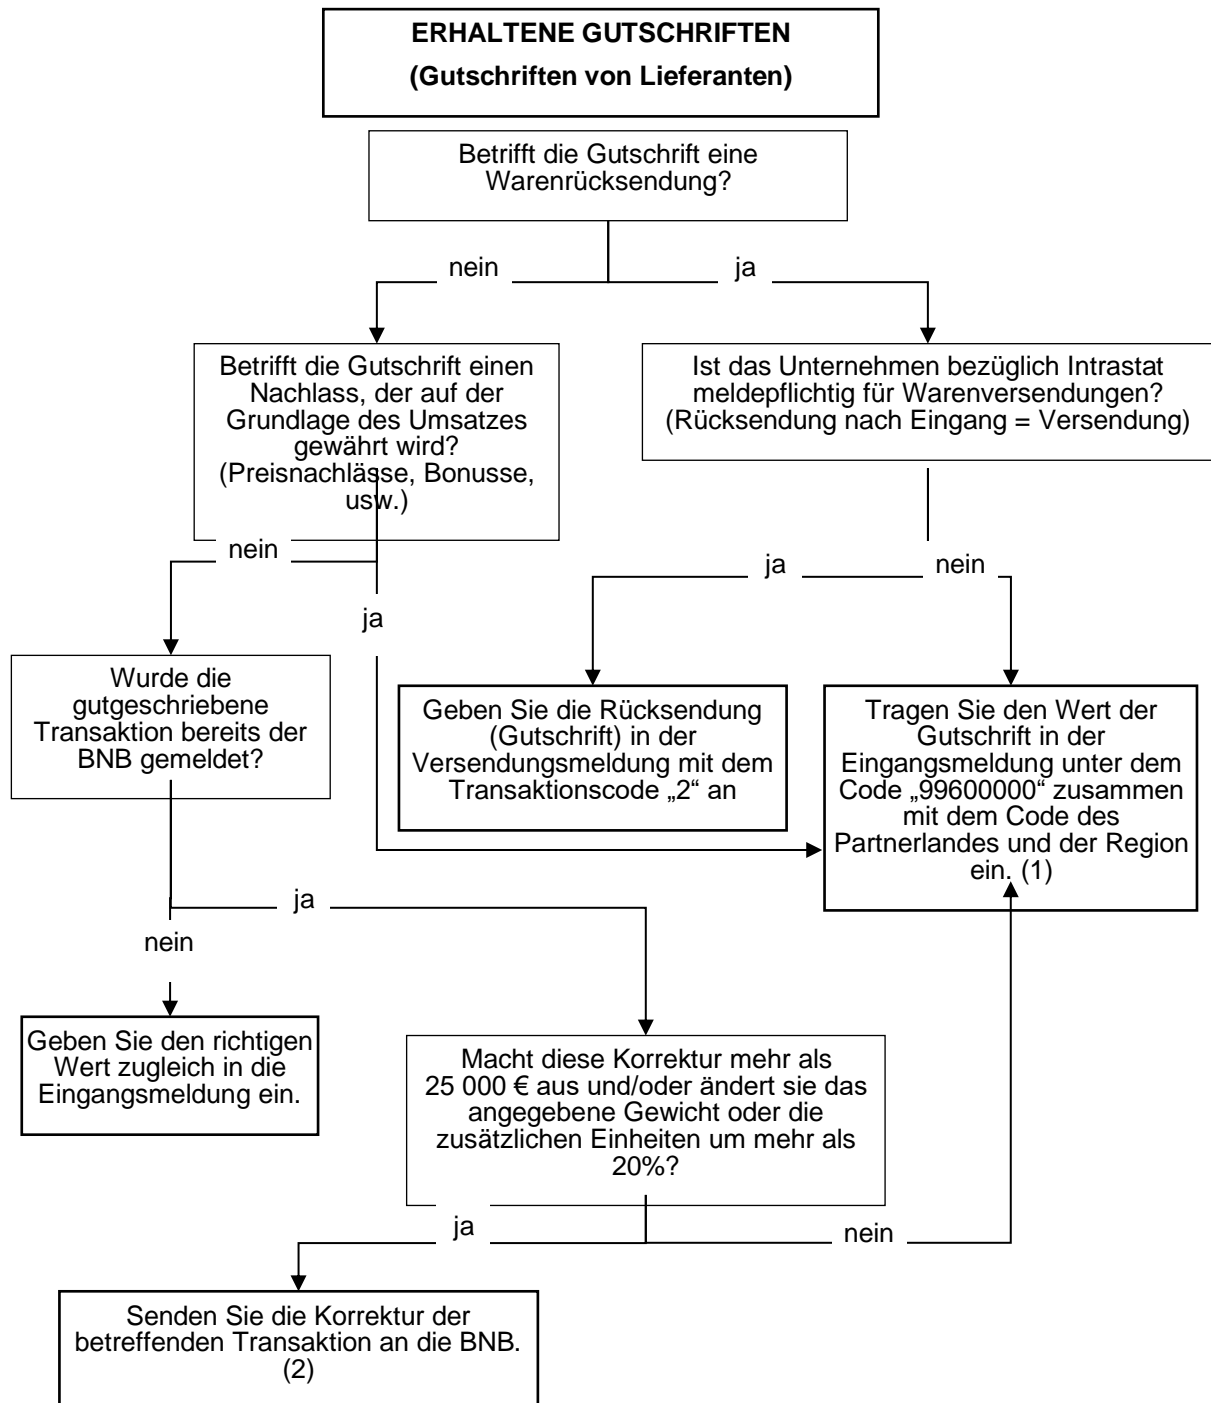 ERHALTENE GUTSCHRIFTEN
(Gutschriften von Lieferanten)
Betrifft die Gutschrift eine
Warenrücksendung?
nein
ja
Betrifft die Gutschrift einen
Nachlass, der auf der
Grundlage des Umsatzes
gewährt wird?
(Preisnachlässe, Bonusse,
usw.)
Ist das Unternehmen bezüglich Intrastat
meldepflichtig für Warenversendungen?
(Rücksendung nach Eingang = Versendung)
nein
ja
ja
nein
Wurde die
gutgeschriebene
Transaktion bereits der
BNB gemeldet?
Geben Sie die Rücksendung
(Gutschrift) in der
Versendungsmeldung mit dem
Transaktionscode „2“ an
Tragen Sie den Wert der
Gutschrift in der
Eingangsmeldung unter dem
Code „99600000“ zusammen
mit dem Code des
Partnerlandes und der Region
ein. (1)
ja
nein
Geben Sie den richtigen
Wert zugleich in die
Eingangsmeldung ein.
Macht diese Korrektur mehr als
25 000 € aus und/oder ändert sie das
angegebene Gewicht oder die
zusätzlichen Einheiten um mehr als
20%?
ja
nein
Senden Sie die Korrektur der
betreffenden Transaktion an die BNB.
(2)